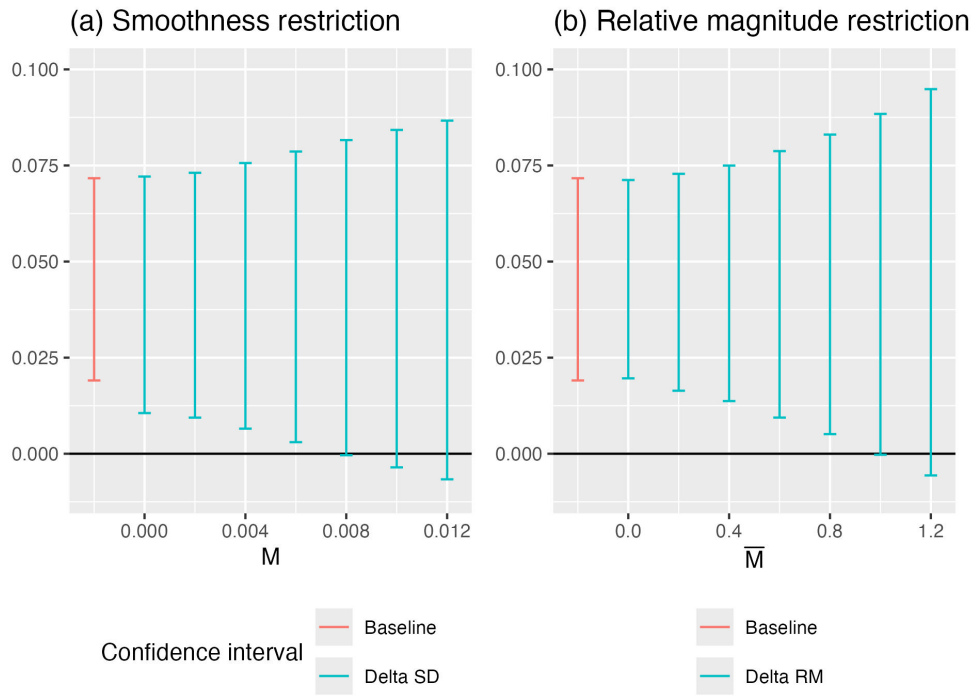 (a) Smoothness restriction
0.100
0.075
0.050
0.025
0.000
0.000 0.004 0.008 0.012
M
(b) Relative magnitude restriction
0.100
0.075
0.050
0.025
0.000
0.0 0.4 0.8 1.2
M̅
Confidence interval
Baseline
Delta SD
Baseline
Delta RM